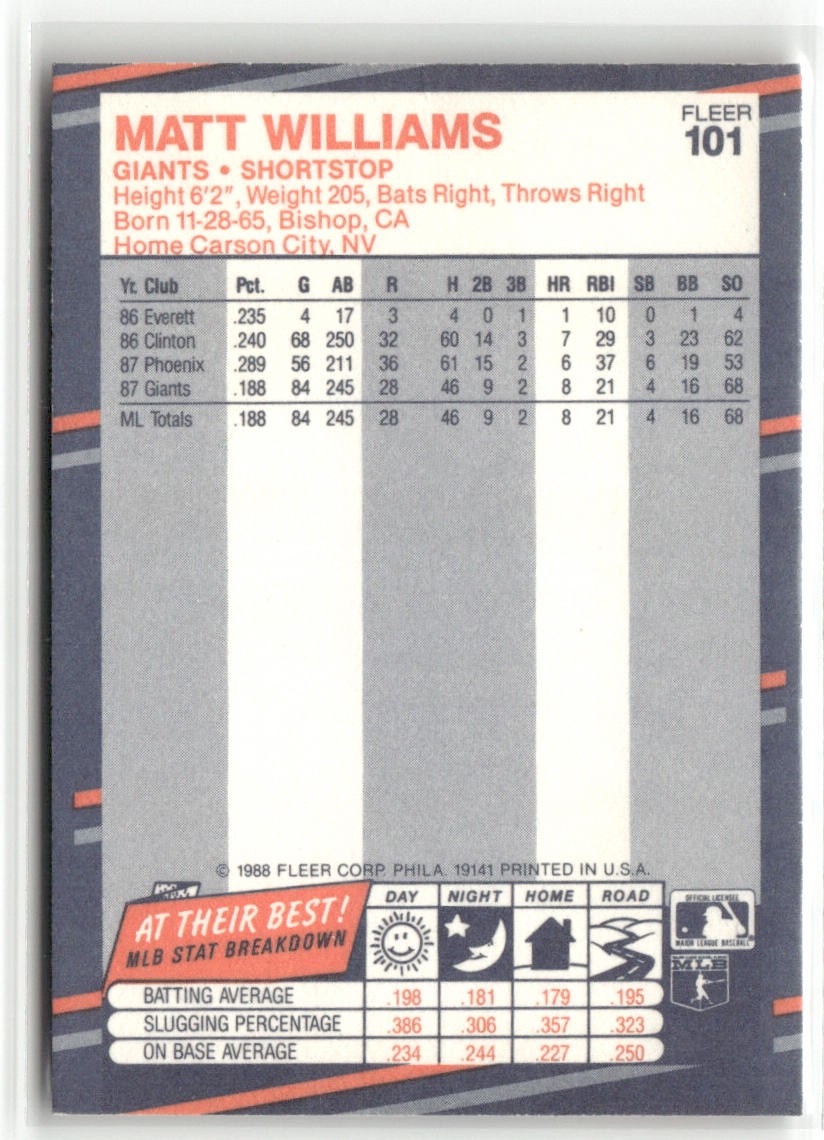 MATT WILLIAMS
FLEER
101
GIANTS • SHORTSTOP
Height 6'2", Weight 205, Bats Right, Throws Right
Born 11-28-65, Bishop, CA
Home Carson City, NV
Yr. Club Pct. G AB R H 2B 3B HR RBI SB BB SO
86 Everett .235 4 17 3 4 0 1 1 10 0 1 4
86 Clinton .240 68 250 32 60 14 3 7 29 3 23 62
87 Phoenix .289 56 211 36 61 15 2 6 37 6 19 53
87 Giants .188 84 245 28 46 9 2 8 21 4 16 68
ML Totals .188 84 245 28 46 9 2 8 21 4 16 68
© 1988 FLEER CORP. PHILA. 19141 PRINTED IN U.S.A.
AT THEIR BEST!
MLB STAT BREAKDOWN
DAY NIGHT HOME ROAD
BATTING AVERAGE .198 .181 .179 .195
SLUGGING PERCENTAGE .386 .306 .357 .323
ON BASE AVERAGE .234 .244 .227 .250
OFFICIAL LICENSEE
MAJOR LEAGUE BASEBALL
MLB